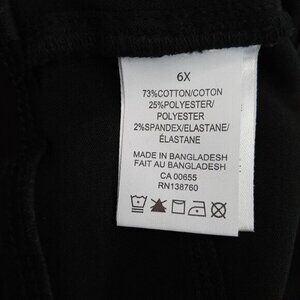 6X
73%COTTON/COTON
25%POLYESTER/
POLYESTER
2%SPANDEX/ELASTANE/
ÉLASTANE
MADE IN BANGLADESH
FAIT AU BANGLADESH
CA 00655
RN138760